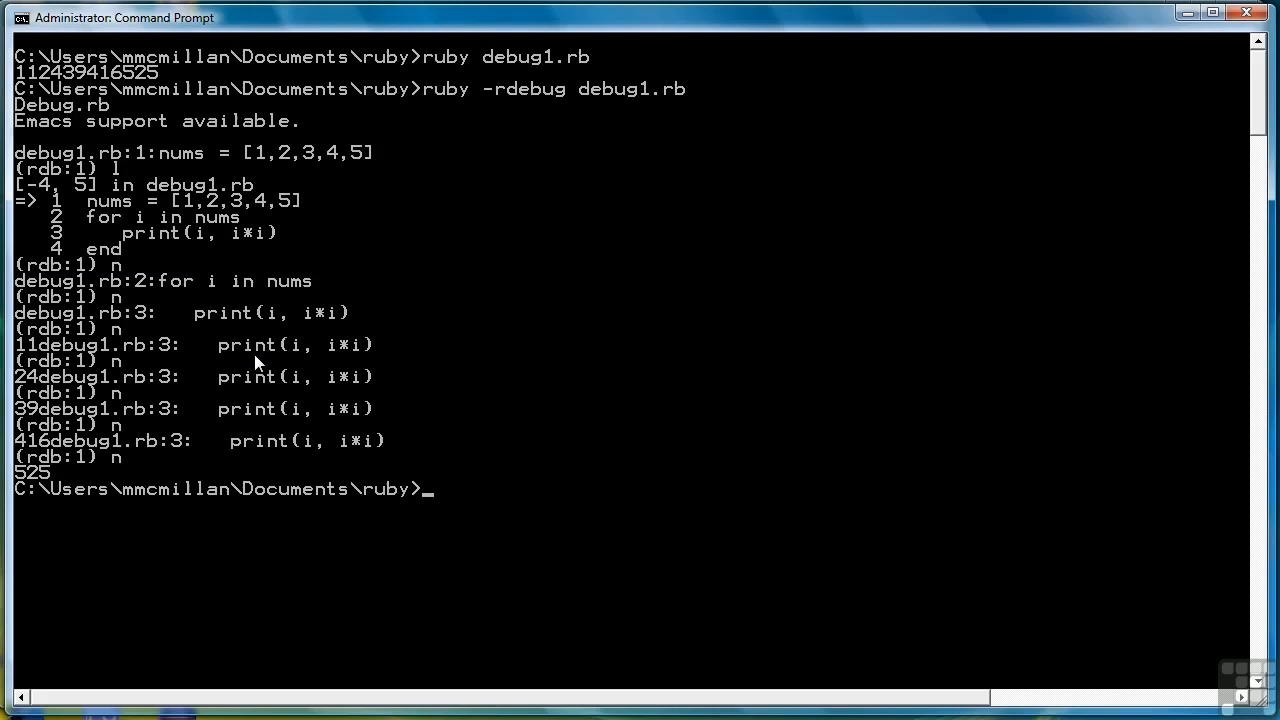 Administrator: Command Prompt
C:\Users\mmcmillan\Documents\ruby>ruby debug1.rb
112439416525
C:\Users\mmcmillan\Documents\ruby>ruby -rdebug debug1.rb
Debug.rb
Emacs support available.
debug1.rb:1:nums = [1,2,3,4,5]
(rdb:1) l
[-4, 5] in debug1.rb
=> 1  nums = [1,2,3,4,5]
   2  for i in nums
   3     print(i, i*i)
   4  end
(rdb:1) n
debug1.rb:2:for i in nums
(rdb:1) n
debug1.rb:3:   print(i, i*i)
(rdb:1) n
11debug1.rb:3:   print(i, i*i)
(rdb:1) n
24debug1.rb:3:   print(i, i*i)
(rdb:1) n
39debug1.rb:3:   print(i, i*i)
(rdb:1) n
416debug1.rb:3:   print(i, i*i)
(rdb:1) n
525
C:\Users\mmcmillan\Documents\ruby>_